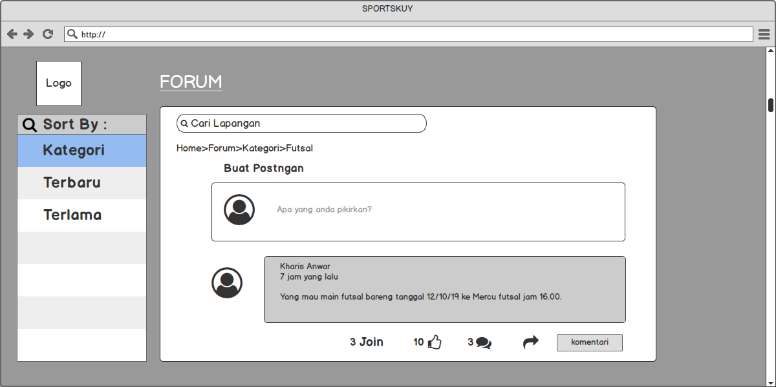 SPORTSKUY
http://
Logo
FORUM
Sort By :
Kategori
Terbaru
Terlama
Cari Lapangan
Home>Forum>Kategori>Futsal
Buat Postngan
Apa yang anda pikirkan?
Kharis Anwar
7 jam yang lalu
Yang mau main futsal bareng tanggal 12/10/19 ke Mercu futsal jam 16.00.
3 Join
10
3
komentari